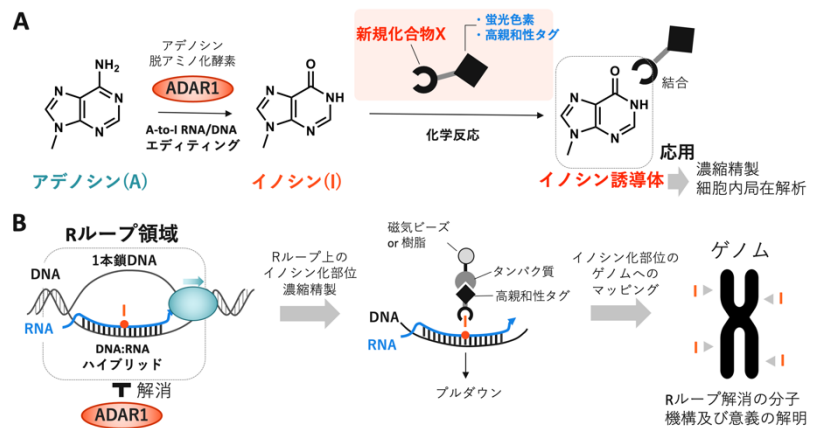 A
アデノシン
脱アミノ化酵素
ADAR1
A-to-I RNA/DNA
エディティング
NH₂
N
N
N
N
アデノシン(A)
O
N
NH
N
N
イノシン(I)
新規化合物X
・蛍光色素
・高親和性タグ
化学反応
結合
O
N
NH
N
N
イノシン誘導体
応用
濃縮精製
細胞内局在解析
B
Rループ領域
1本鎖DNA
DNA
I
RNA
DNA:RNA
ハイブリッド
解消
ADAR1
Rループ上の
イノシン化部位
濃縮精製
磁気ビーズ
or 樹脂
タンパク質
高親和性タグ
I
DNA
RNA
プルダウン
イノシン化部位の
ゲノムへの
マッピング
ゲノム
I
I
I
I
Rループ解消の分子
機構及び意義の解明